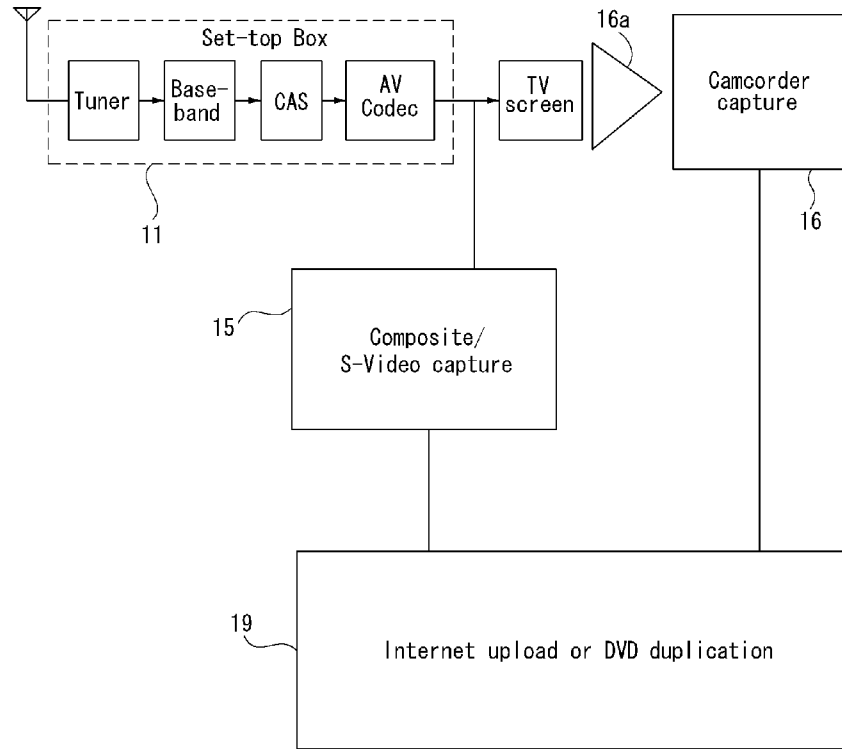 Set-top Box
Tuner
Base-
band
CAS
AV
Codec
TV
screen
16a
Camcorder
capture
11
16
15
Composite/
S-Video capture
19
Internet upload or DVD duplication